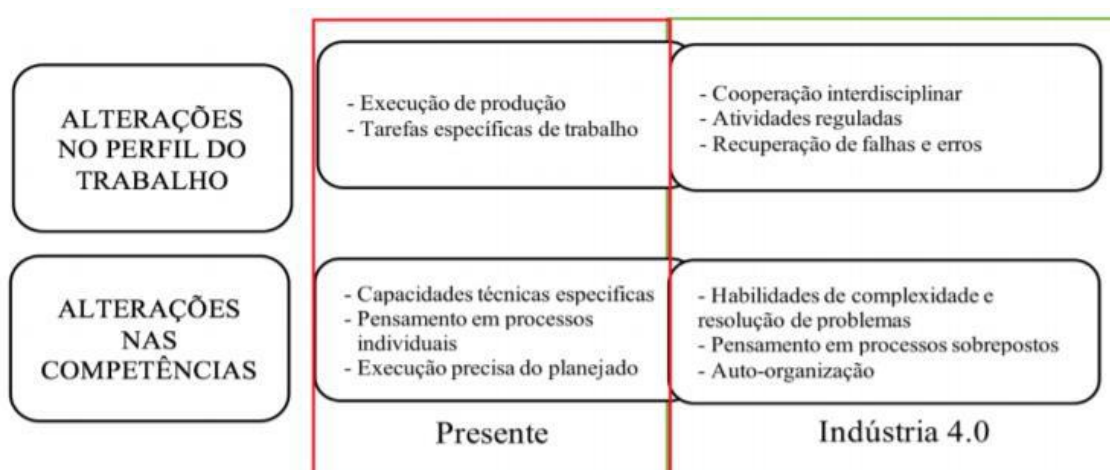 ALTERAÇÕES
NO PERFIL DO
TRABALHO
- Execução de produção
- Tarefas específicas de trabalho
- Cooperação interdisciplinar
- Atividades reguladas
- Recuperação de falhas e erros
ALTERAÇÕES
NAS
COMPETÊNCIAS
- Capacidades técnicas especificas
- Pensamento em processos
individuais
- Execução precisa do planejado
- Habilidades de complexidade e
resolução de problemas
- Pensamento em processos sobrepostos
- Auto-organização
Presente
Indústria 4.0